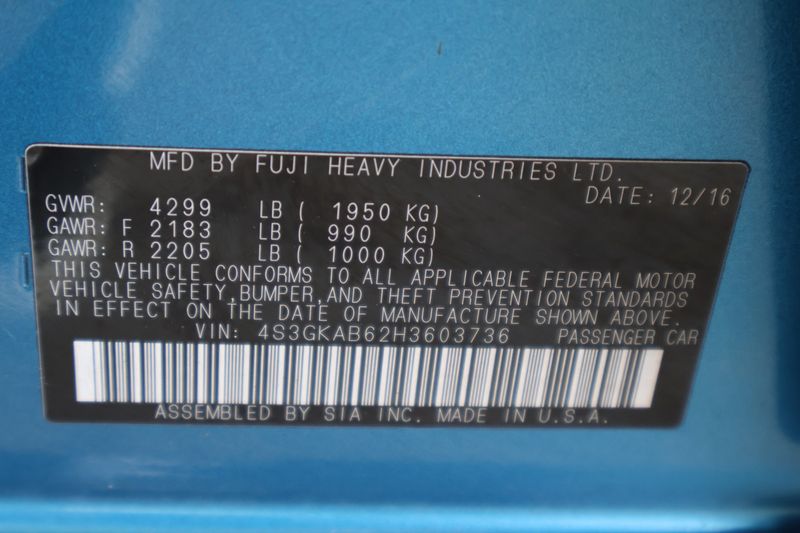 MFD BY FUJI HEAVY INDUSTRIES LTD.
DATE: 12/16
GVWR: 4299 LB ( 1950 KG)
GAWR: F 2183 LB ( 990 KG)
GAWR: R 2205 LB ( 1000 KG)
THIS VEHICLE CONFORMS TO ALL APPLICABLE FEDERAL MOTOR
VEHICLE SAFETY,BUMPER,AND THEFT PREVENTION STANDARDS
IN EFFECT ON THE DATE OF MANUFACTURE SHOWN ABOVE.
VIN: 4S3GKAB62H3603736 PASSENGER CAR
ASSEMBLED BY SIA INC. MADE IN U.S.A.